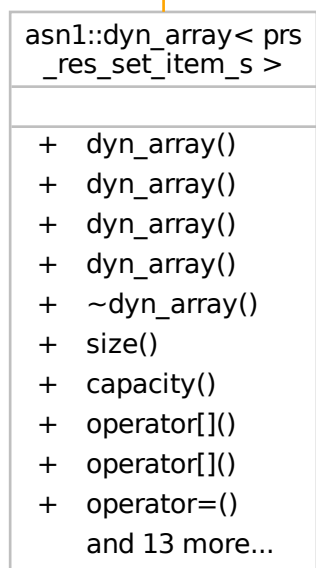 asn1::dyn_array< prs
_res_set_item_s >
+ dyn_array()
+ dyn_array()
+ dyn_array()
+ dyn_array()
+ ~dyn_array()
+ size()
+ capacity()
+ operator[]()
+ operator[]()
+ operator=()
and 13 more...